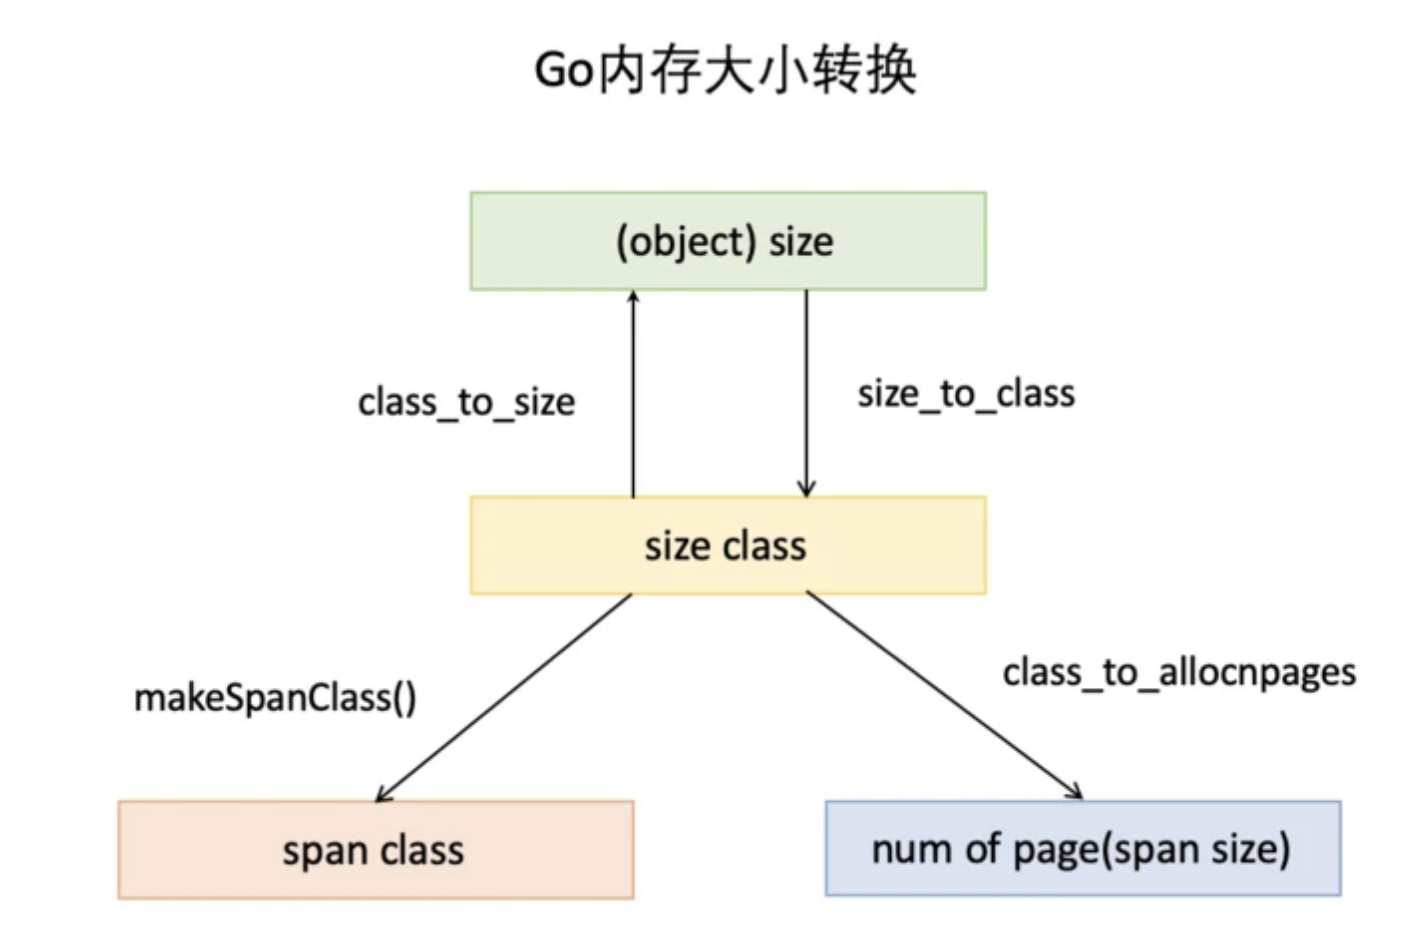 Go内存大小转换
(object) size
class_to_size
size_to_class
size class
makeSpanClass()
class_to_allocnpages
span class
num of page(span size)